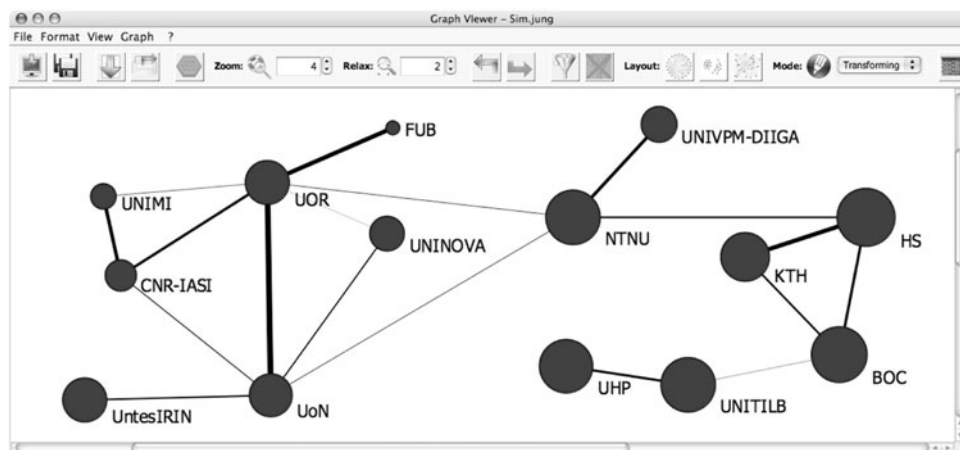 Graph Viewer – Sim.jung
File Format View Graph ?
Zoom: 4 Relax: 2 Layout: Mode: Transforming
FUB
UNIVPM-DIIGA
UNIMI
UOR
NTNU
HS
UNINOVA
KTH
CNR-IASI
BOC
UHP
UNITILB
UntesIRIN
UoN